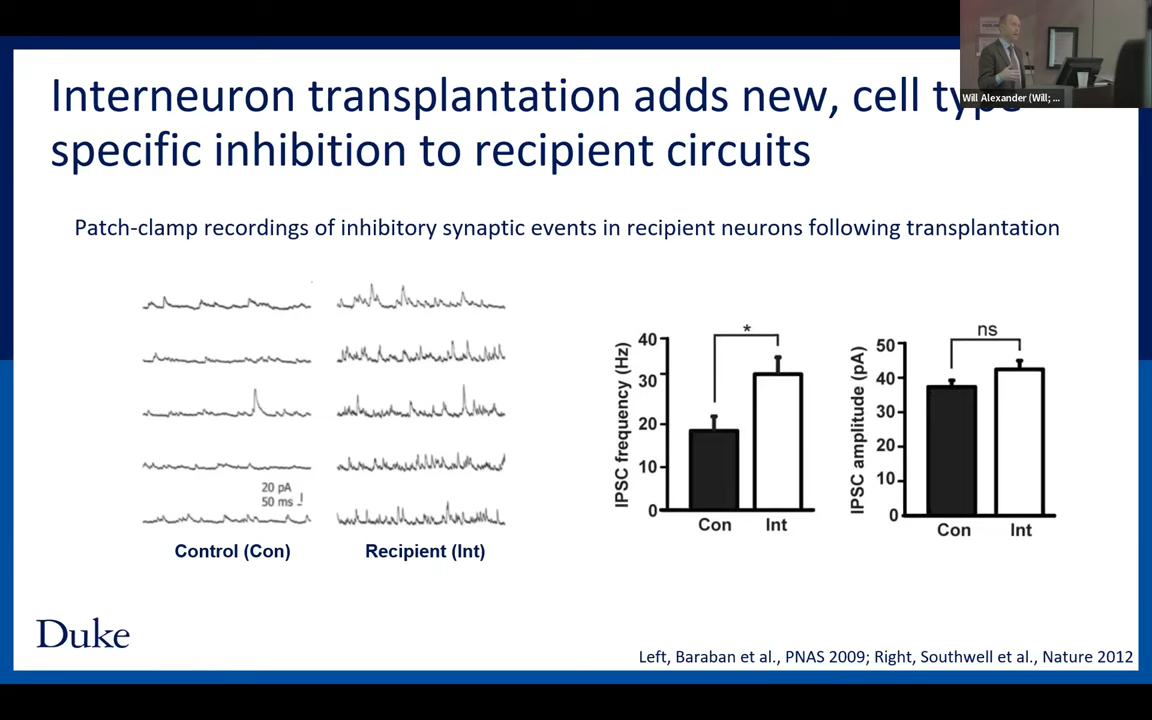 Interneuron transplantation adds new, cell type
specific inhibition to recipient circuits
Will Alexander (Will; ...
Patch-clamp recordings of inhibitory synaptic events in recipient neurons following transplantation
20 pA
50 ms
Control (Con)
Recipient (Int)
IPSC frequency (Hz)
40
30
20
10
0
*
Con
Int
IPSC amplitude (pA)
50
40
30
20
10
0
ns
Con
Int
Duke
Left, Baraban et al., PNAS 2009; Right, Southwell et al., Nature 2012